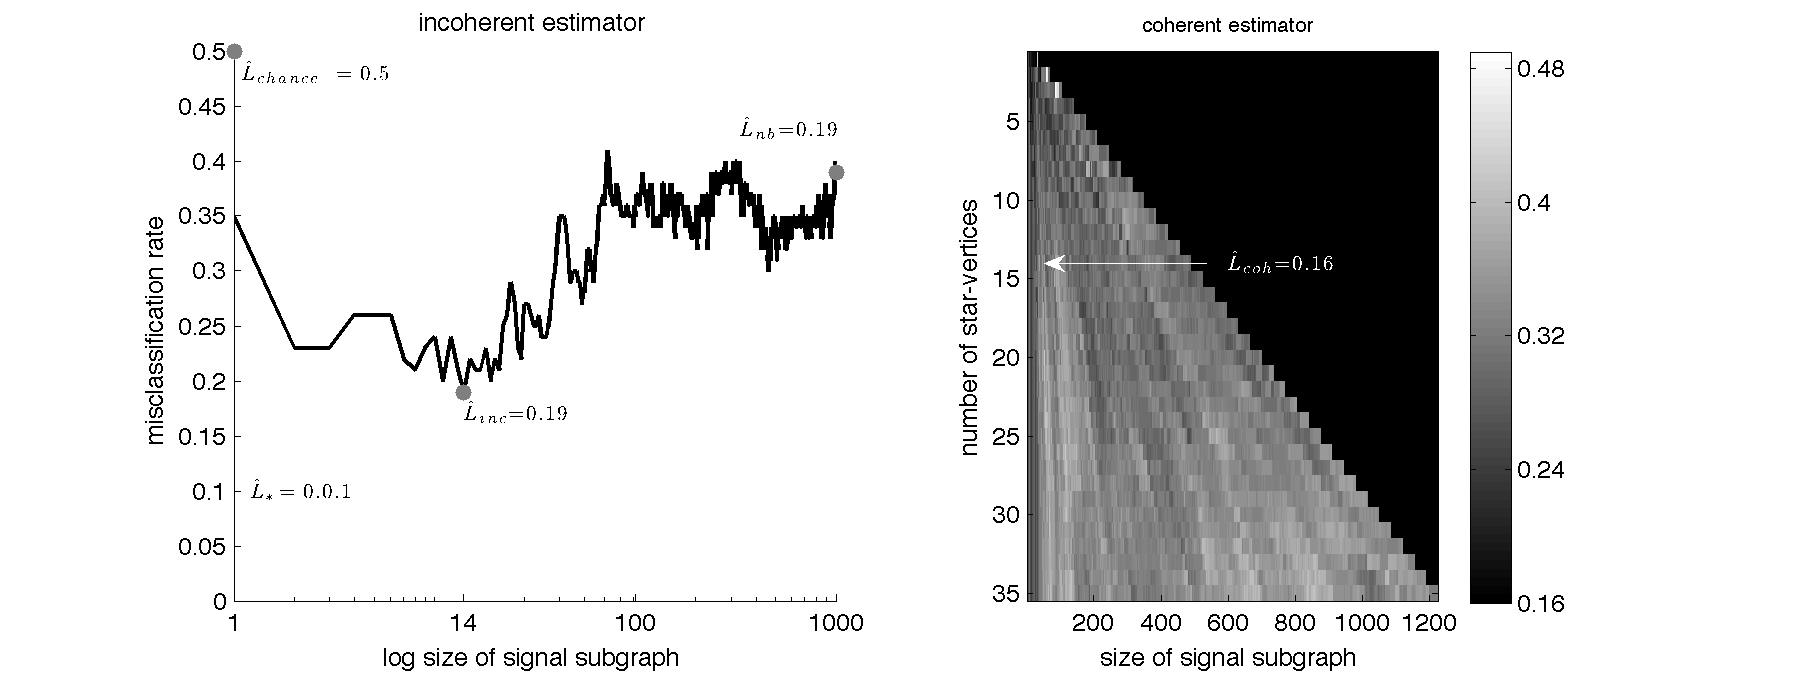 incoherent estimator
0.5
0.45
0.4
0.35
0.3
0.25
0.2
0.15
0.1
0.05
0
misclassification rate
L̂chance = 0.5
L̂nb=0.19
L̂inc=0.19
L̂* = 0.0.1
1 14 100 1000
log size of signal subgraph
coherent estimator
5
10
15
20
25
30
35
number of star-vertices
L̂coh=0.16
200 400 600 800 1000 1200
size of signal subgraph
0.48
0.4
0.32
0.24
0.16